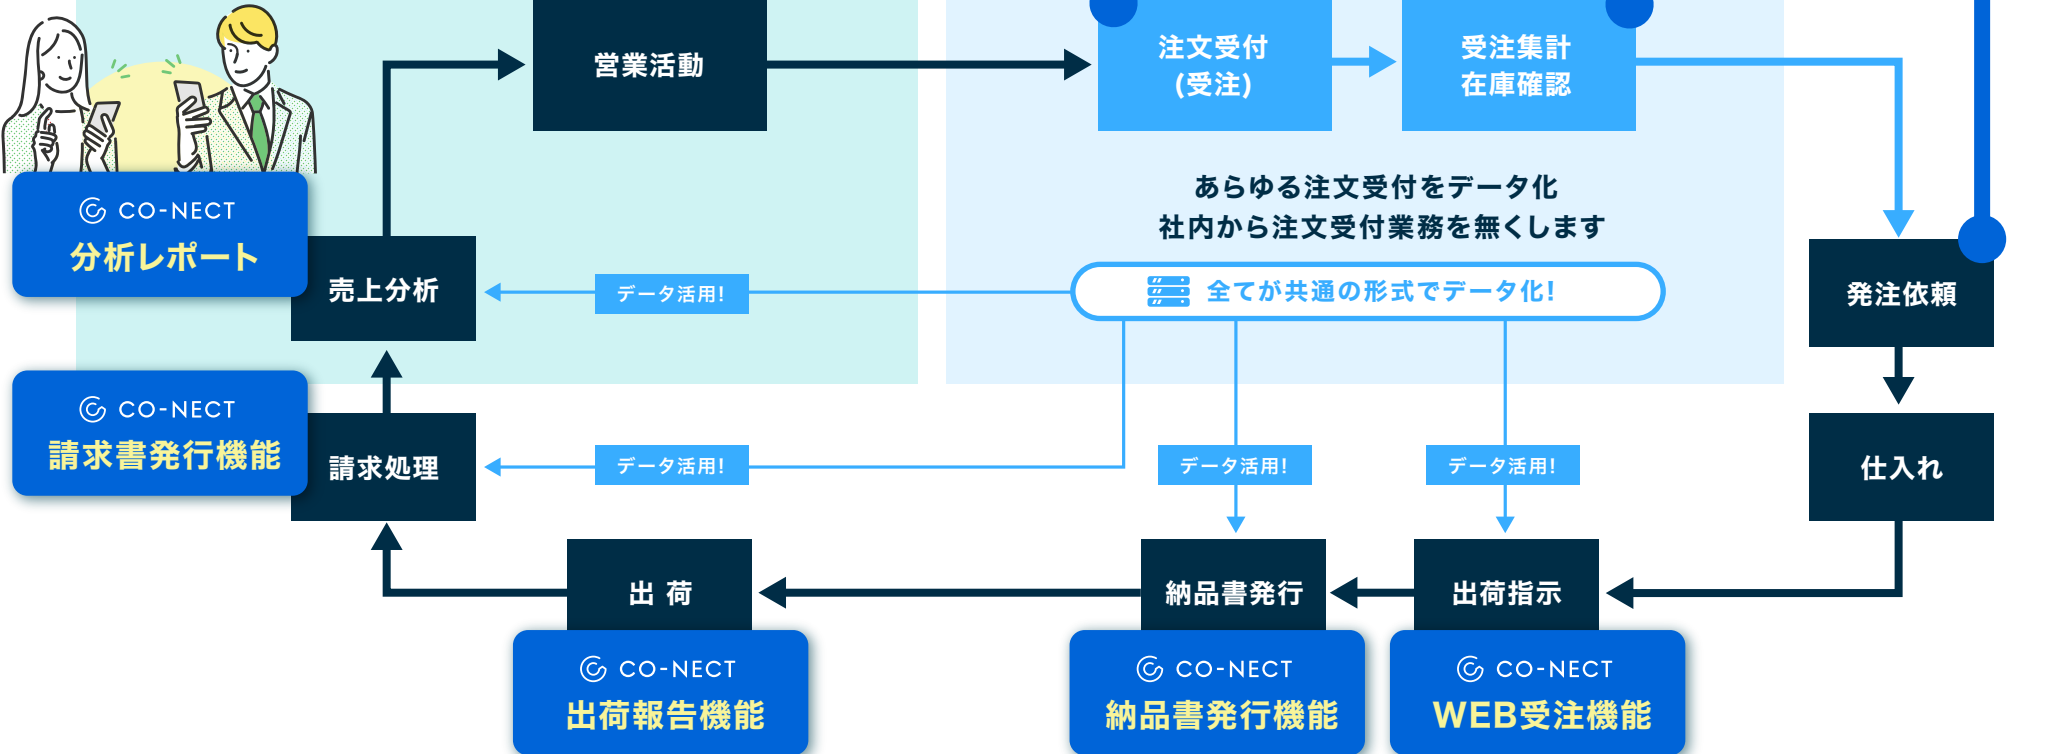 営業活動
注文受付
(受注)
受注集計
在庫確認
あらゆる注文受付をデータ化
社内から注文受付業務を無くします
全てが共通の形式でデータ化!
CO-NECT
分析レポート
売上分析
データ活用!
発注依頼
CO-NECT
請求書発行機能
請求処理
データ活用!
データ活用!
データ活用!
仕入れ
出 荷
納品書発行
出荷指示
CO-NECT
出荷報告機能
CO-NECT
納品書発行機能
CO-NECT
WEB受注機能